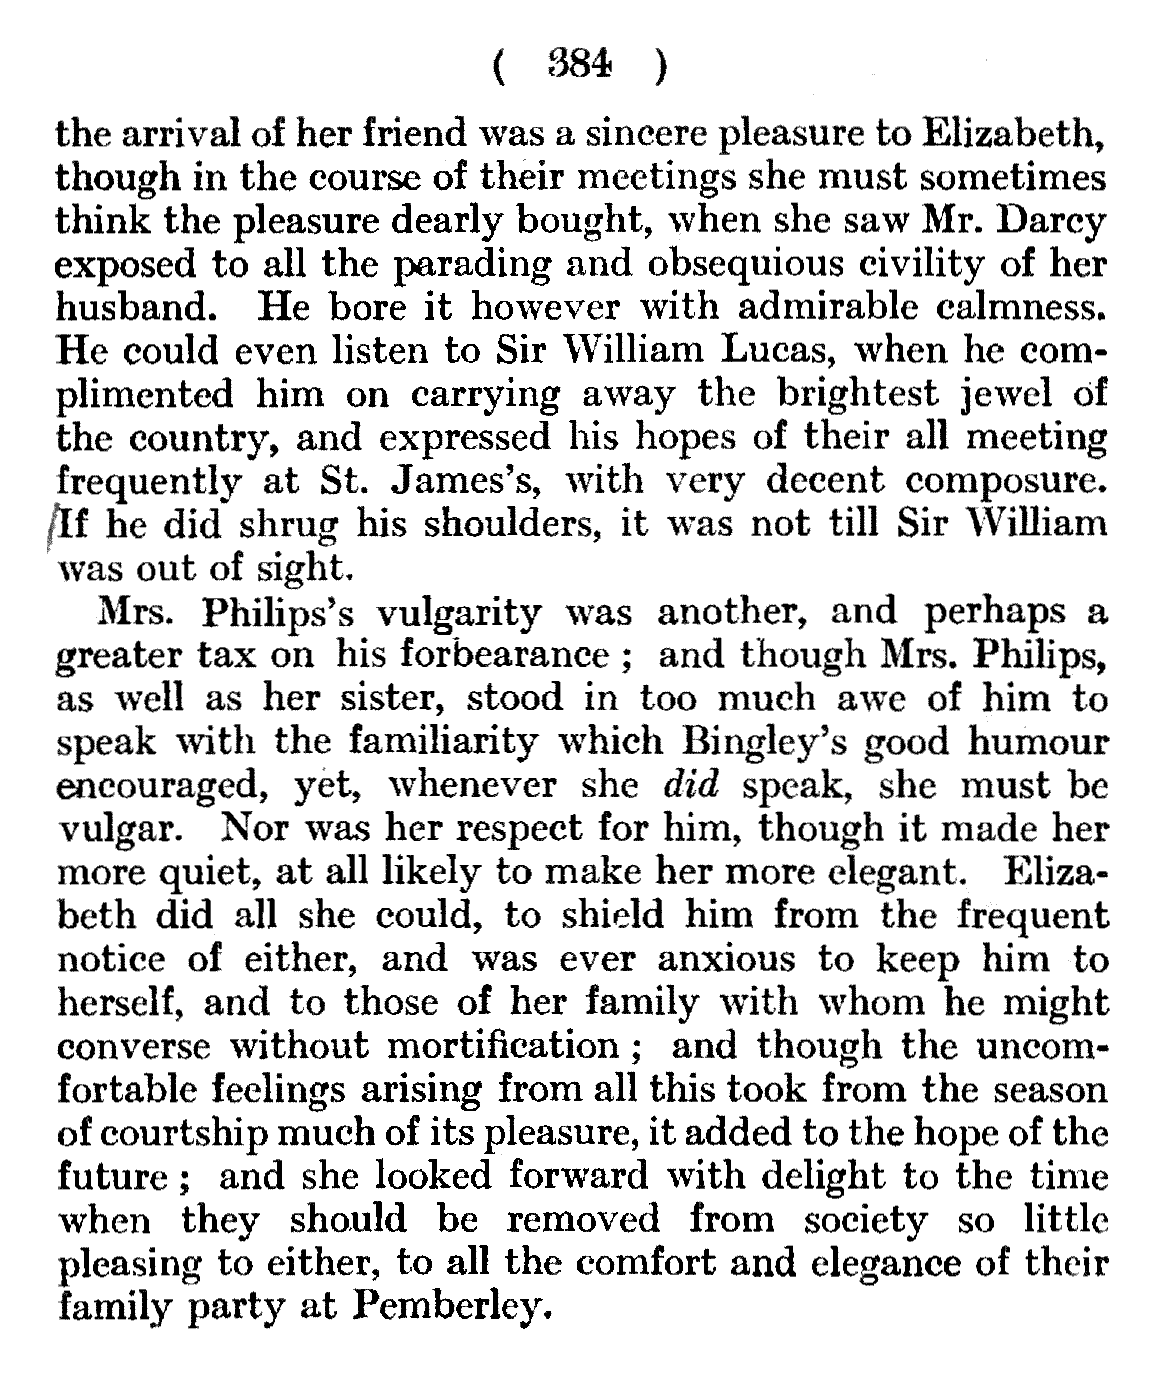 ( 384 )
the arrival of her friend was a sincere pleasure to Elizabeth,
though in the course of their meetings she must sometimes
think the pleasure dearly bought, when she saw Mr. Darcy
exposed to all the parading and obsequious civility of her
husband. He bore it however with admirable calmness.
He could even listen to Sir William Lucas, when he com-
plimented him on carrying away the brightest jewel of
the country, and expressed his hopes of their all meeting
frequently at St. James's, with very decent composure.
If he did shrug his shoulders, it was not till Sir William
was out of sight.
Mrs. Philips's vulgarity was another, and perhaps a
greater tax on his forbearance ; and though Mrs. Philips,
as well as her sister, stood in too much awe of him to
speak with the familiarity which Bingley's good humour
encouraged, yet, whenever she did speak, she must be
vulgar. Nor was her respect for him, though it made her
more quiet, at all likely to make her more elegant. Eliza-
beth did all she could, to shield him from the frequent
notice of either, and was ever anxious to keep him to
herself, and to those of her family with whom he might
converse without mortification ; and though the uncom-
fortable feelings arising from all this took from the season
of courtship much of its pleasure, it added to the hope of the
future ; and she looked forward with delight to the time
when they should be removed from society so little
pleasing to either, to all the comfort and elegance of their
family party at Pemberley.